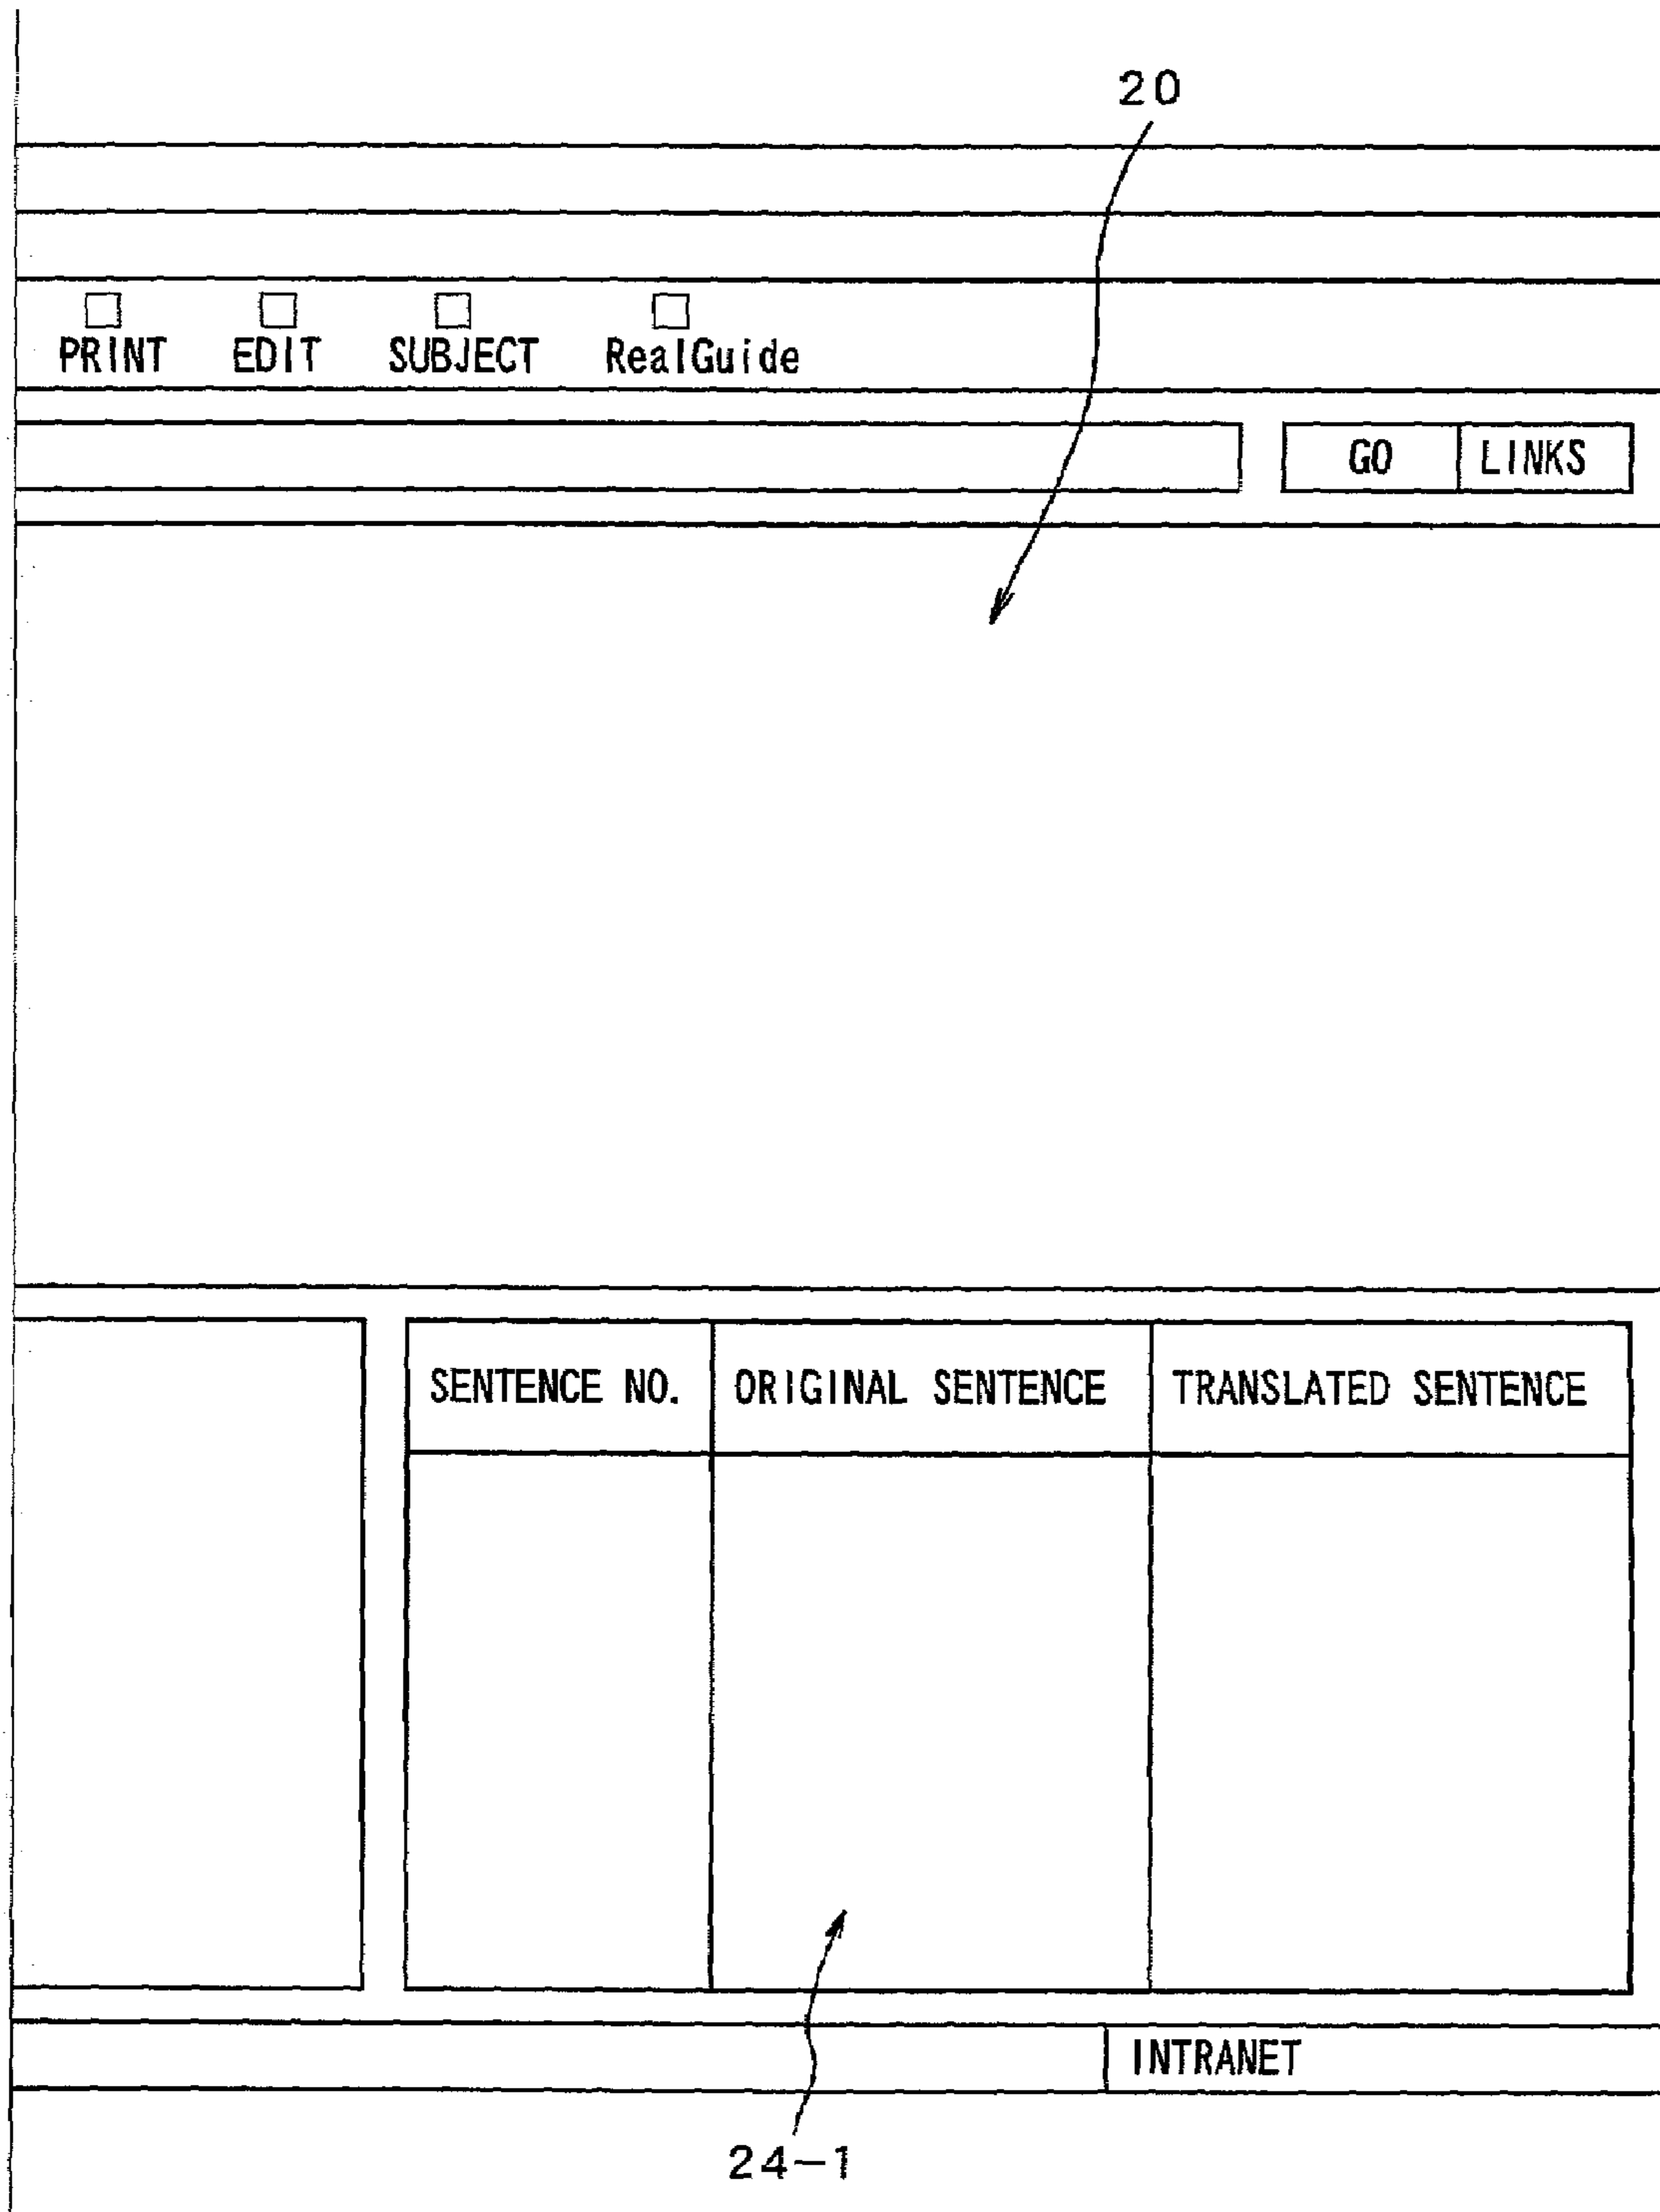 20
PRINT EDIT SUBJECT RealGuide
GO LINKS
SENTENCE NO. ORIGINAL SENTENCE TRANSLATED SENTENCE
INTRANET
24-1